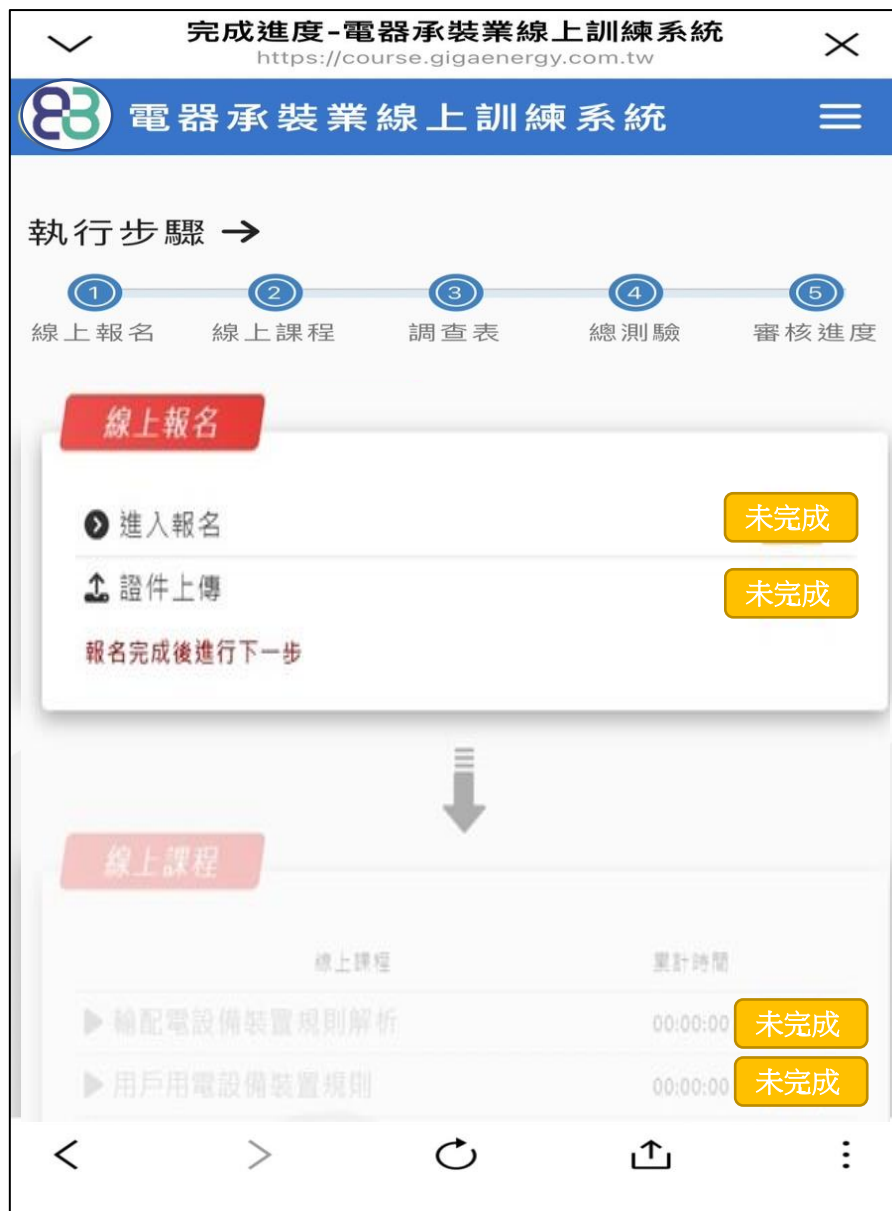 完成進度-電器承裝業線上訓練系統
https://course.gigaenergy.com.tw
電器承裝業線上訓練系統
執行步驟 →
1 2 3 4 5
線上報名 線上課程 調查表 總測驗 審核進度
線上報名
進入報名 未完成
證件上傳 未完成
報名完成後進行下一步
線上課程
線上課程 累計時間
輸配電設備裝置規則解析 00:00:00 未完成
用戶用電設備裝置規則 00:00:00 未完成